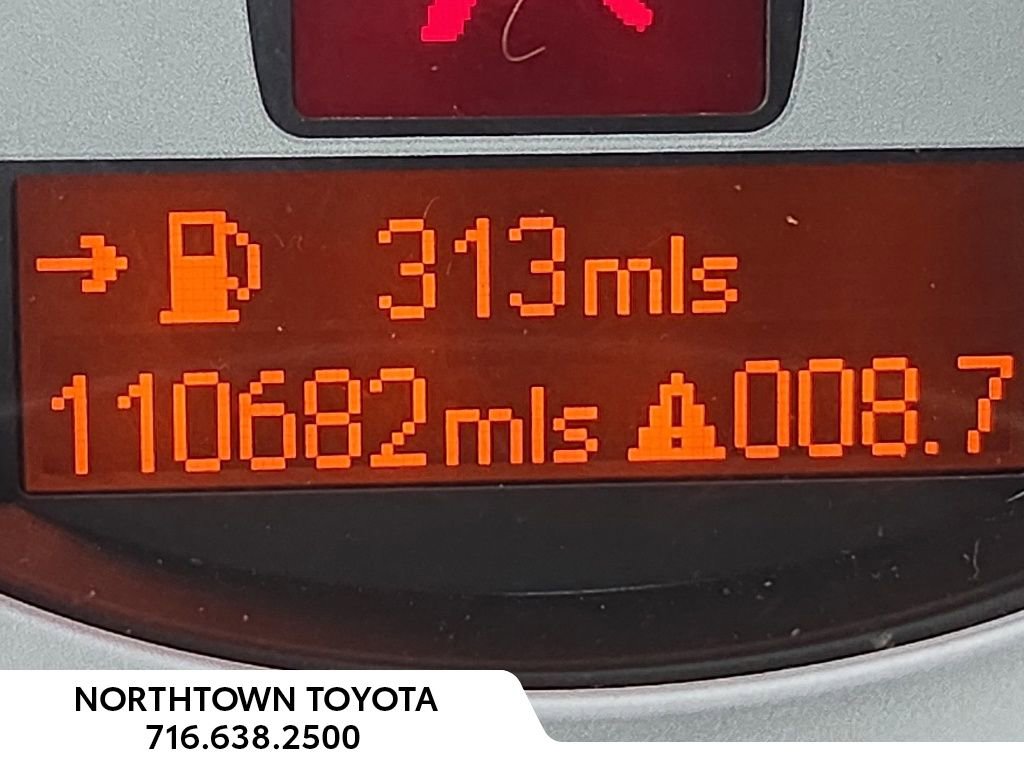 313mls
110682mls 008.7
NORTHTOWN TOYOTA
716.638.2500